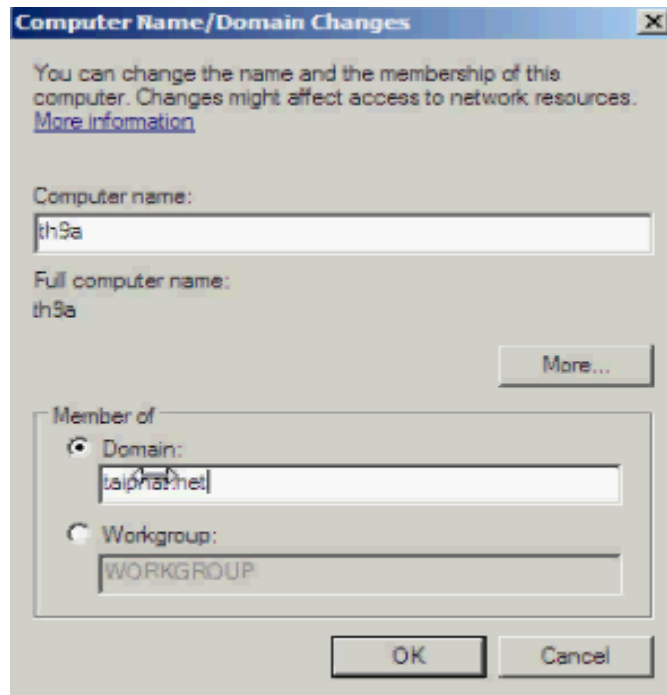 Computer Name/Domain Changes
You can change the name and the membership of this
computer. Changes might affect access to network resources.
More information
Computer name:
th9a
Full computer name:
th9a
More...
Member of
Domain:
Workgroup:
WORKGROUP
OK
Cancel